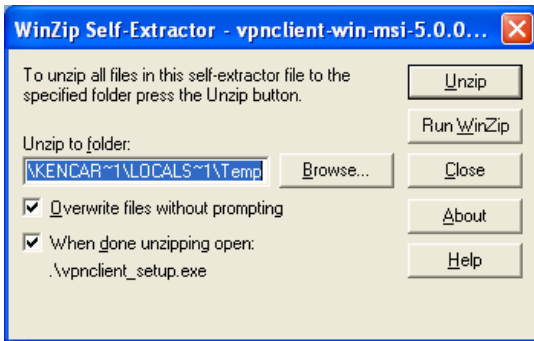 WinZip Self-Extractor - vpnclient-win-msi-5.0.0...
To unzip all files in this self-extractor file to the
specified folder press the Unzip button.
Unzip to folder:
\KENCAR~1\LOCALS~1\Temp
Browse...
Overwrite files without prompting
When done unzipping open:
.\vpnclient_setup.exe
Unzip
Run WinZip
Close
About
Help